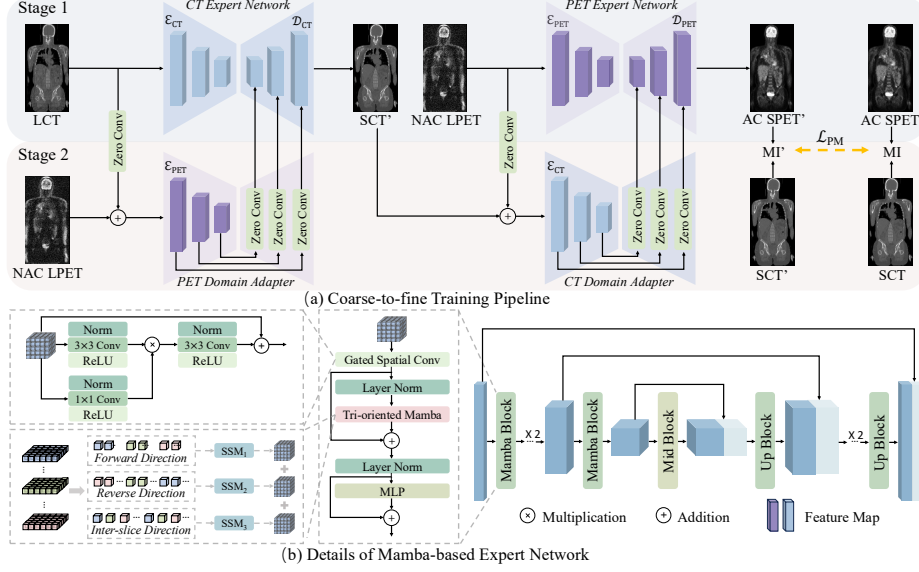 Stage 1
CT Expert Network
PET Expert Network
ℰCT
𝒟CT
ℰPET
𝒟PET
LCT
SCT'
NAC LPET
AC SPET'
AC SPET
Zero Conv
Zero Conv
ℒPM
MI'
MI
Stage 2
ℰPET
ℰCT
Zero Conv
Zero Conv
Zero Conv
Zero Conv
Zero Conv
Zero Conv
NAC LPET
PET Domain Adapter
CT Domain Adapter
SCT'
SCT
(a) Coarse-to-fine Training Pipeline
Norm
3×3 Conv
ReLU
Norm
3×3 Conv
ReLU
Norm
1×1 Conv
ReLU
Forward Direction
SSM1
Reverse Direction
SSM2
Inter-slice Direction
SSM3
Gated Spatial Conv
Layer Norm
Tri-oriented Mamba
Layer Norm
MLP
Mamba Block
X 2
Mamba Block
Mid Block
Up Block
X 2
Up Block
Multiplication
Addition
Feature Map
(b) Details of Mamba-based Expert Network